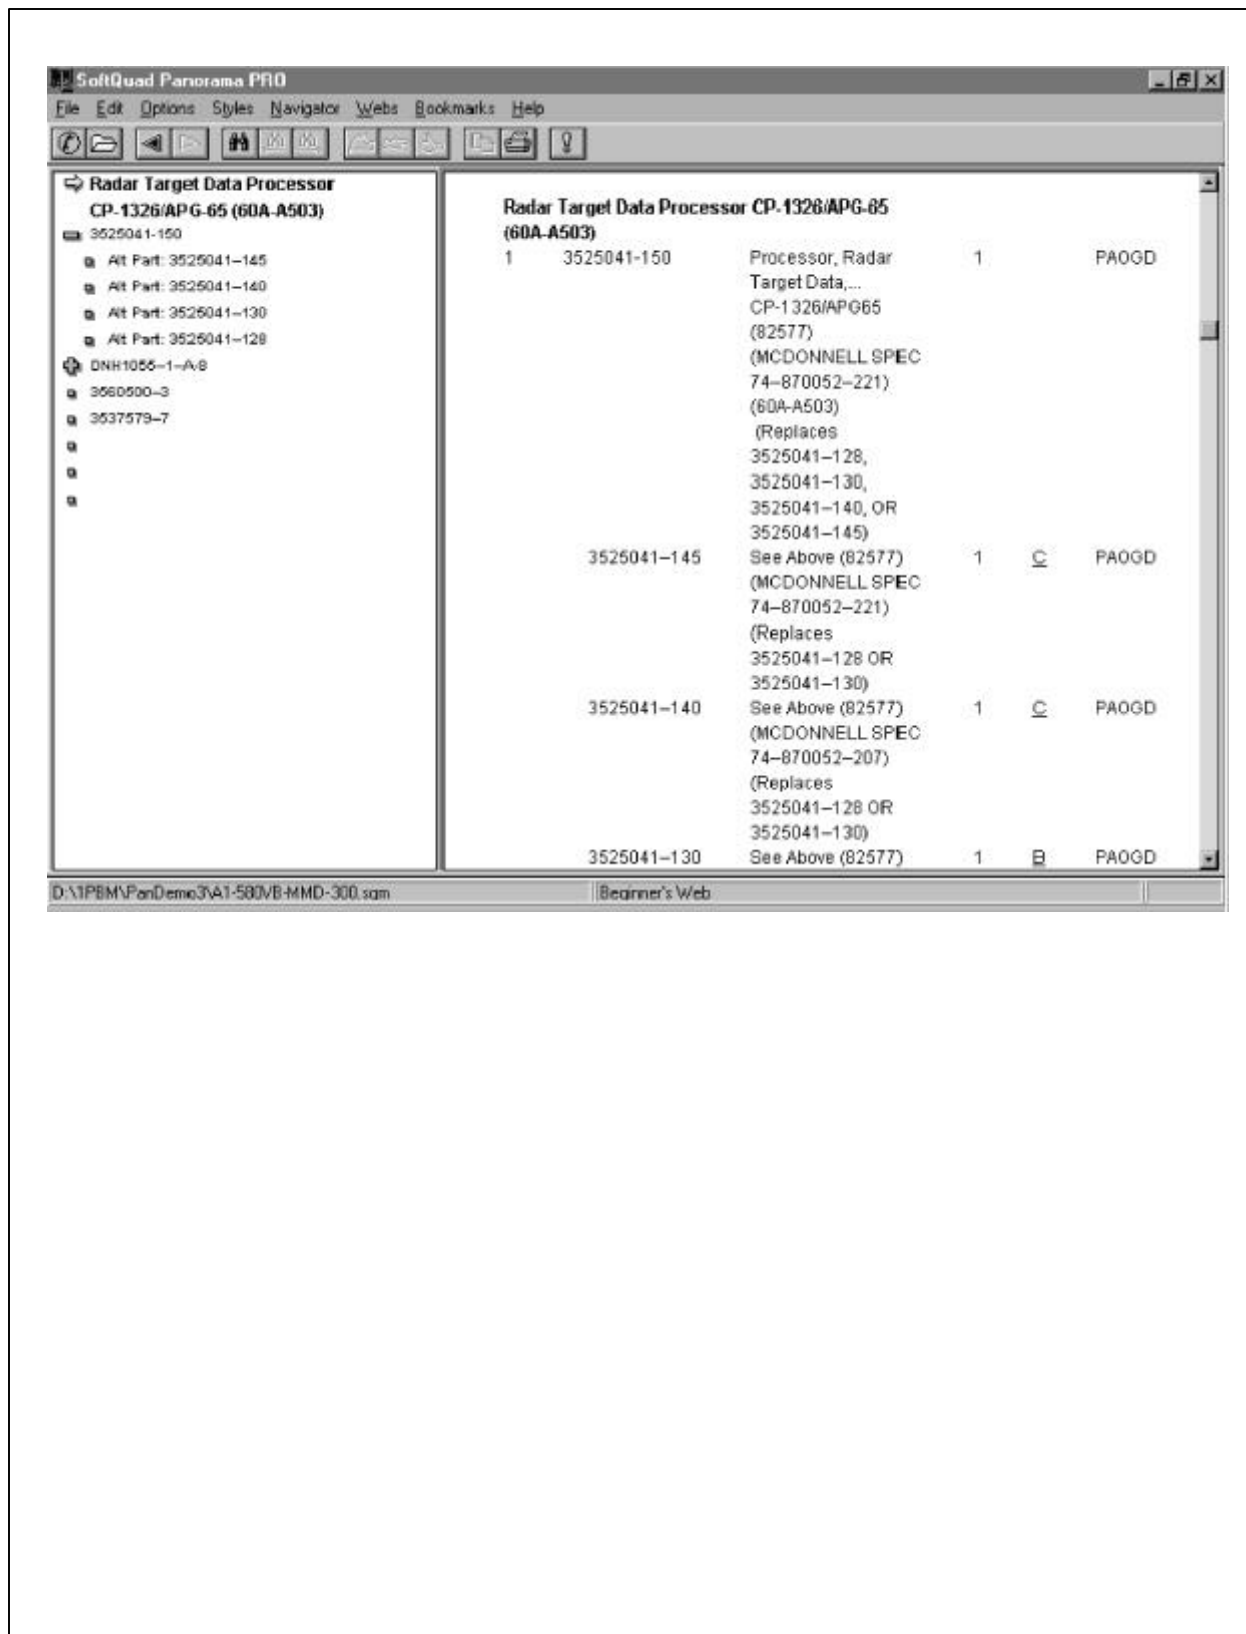 SoftQuad Panorama PRO
File Edit Options Styles Navigator Webs Bookmarks Help
Radar Target Data Processor
CP-1326/APG-65 (60A-A503)
3525041-150
Alt Part: 3525041–145
Alt Part: 3525041–140
Alt Part: 3525041–130
Alt Part: 3525041–128
DNH1055–1–A/8
3560500–3
3537579–7
Radar Target Data Processor CP-1326/APG-65
(60A-A503)
1 3525041-150 Processor, Radar 1 PAOGD
Target Data,...
CP-1326/APG65
(82577)
(MCDONNELL SPEC
74–870052–221)
(60A-A503)
(Replaces
3525041–128,
3525041–130,
3525041–140, OR
3525041–145)
3525041–145 See Above (82577) 1 C PAOGD
(MCDONNELL SPEC
74–870052–221)
(Replaces
3525041–128 OR
3525041–130)
3525041–140 See Above (82577) 1 C PAOGD
(MCDONNELL SPEC
74–870052–207)
(Replaces
3525041–128 OR
3525041–130)
3525041–130 See Above (82577) 1 B PAOGD
D:\1PBM\PanDemo3\A1-580VB-MMD-300.sgm Beginner's Web